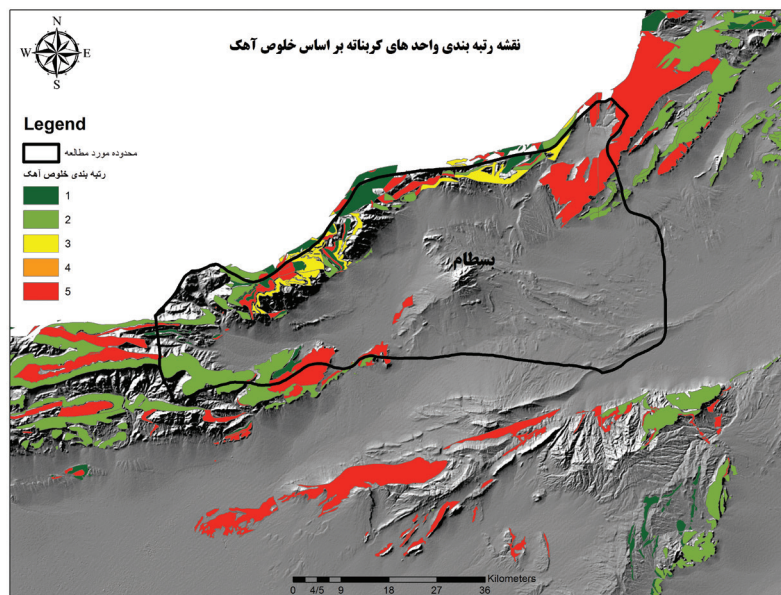 نقشه رتبه بندی واحد های کربناته بر اساس خلوص آهک
N
W E
S
Legend
محدوده مورد مطالعه
رتبه بندی خلوص آهک
1
2
3
4
5
بسطام
Kilometers
0 4/5 9 18 27 36